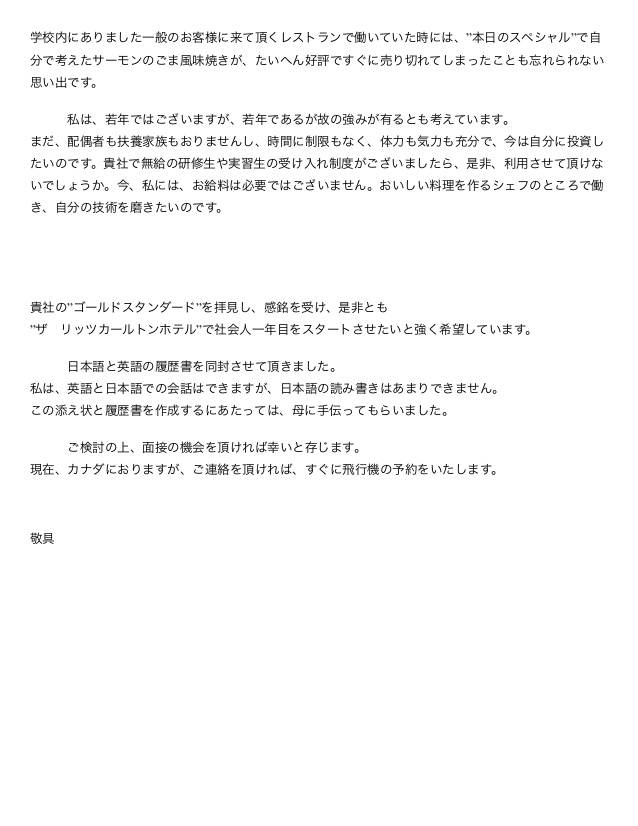 学校内にありました一般のお客様に来て頂くレストランで働いていた時には、”本日のスペシャル”で自
分で考えたサーモンのごま風味焼きが、たいへん好評ですぐに売り切れてしまったことも忘れられない
思い出です。
　　　私は、若年ではございますが、若年であるが故の強みが有るとも考えています。
まだ、配偶者も扶養家族もおりませんし、時間に制限もなく、体力も気力も充分で、今は自分に投資し
たいのです。貴社で無給の研修生や実習生の受け入れ制度がございましたら、是非、利用させて頂けな
いでしょうか。今、私には、お給料は必要ではございません。おいしい料理を作るシェフのところで働
き、自分の技術を磨きたいのです。
貴社の”ゴールドスタンダード”を拝見し、感銘を受け、是非とも
”ザ　リッツカールトンホテル”で社会人一年目をスタートさせたいと強く希望しています。
　　　日本語と英語の履歴書を同封させて頂きました。
私は、英語と日本語での会話はできますが、日本語の読み書きはあまりできません。
この添え状と履歴書を作成するにあたっては、母に手伝ってもらいました。
　　　ご検討の上、面接の機会を頂ければ幸いと存じます。
現在、カナダにおりますが、ご連絡を頂ければ、すぐに飛行機の予約をいたします。
敬具